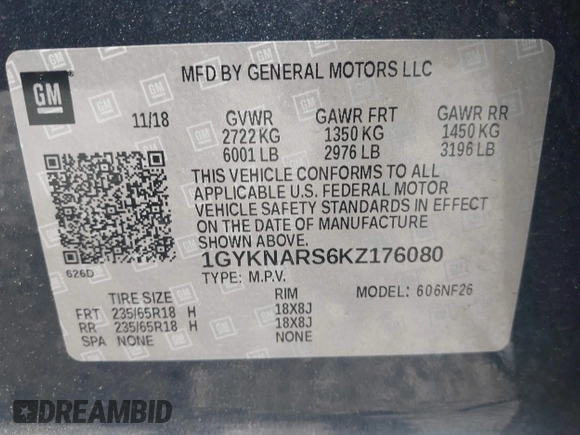 GM
MFD BY GENERAL MOTORS LLC
11/18 GVWR GAWR FRT GAWR RR
2722 KG 1350 KG 1450 KG
6001 LB 2976 LB 3196 LB
THIS VEHICLE CONFORMS TO ALL
APPLICABLE U.S. FEDERAL MOTOR
VEHICLE SAFETY STANDARDS IN EFFECT
ON THE DATE OF MANUFACTURE
SHOWN ABOVE.
626D
1GYKNARS6KZ176080
TYPE: M.P.V. MODEL: 606NF26
TIRE SIZE RIM
FRT 235/65R18 H 18X8J
RR 235/65R18 H 18X8J
SPA NONE NONE
DREAMBID